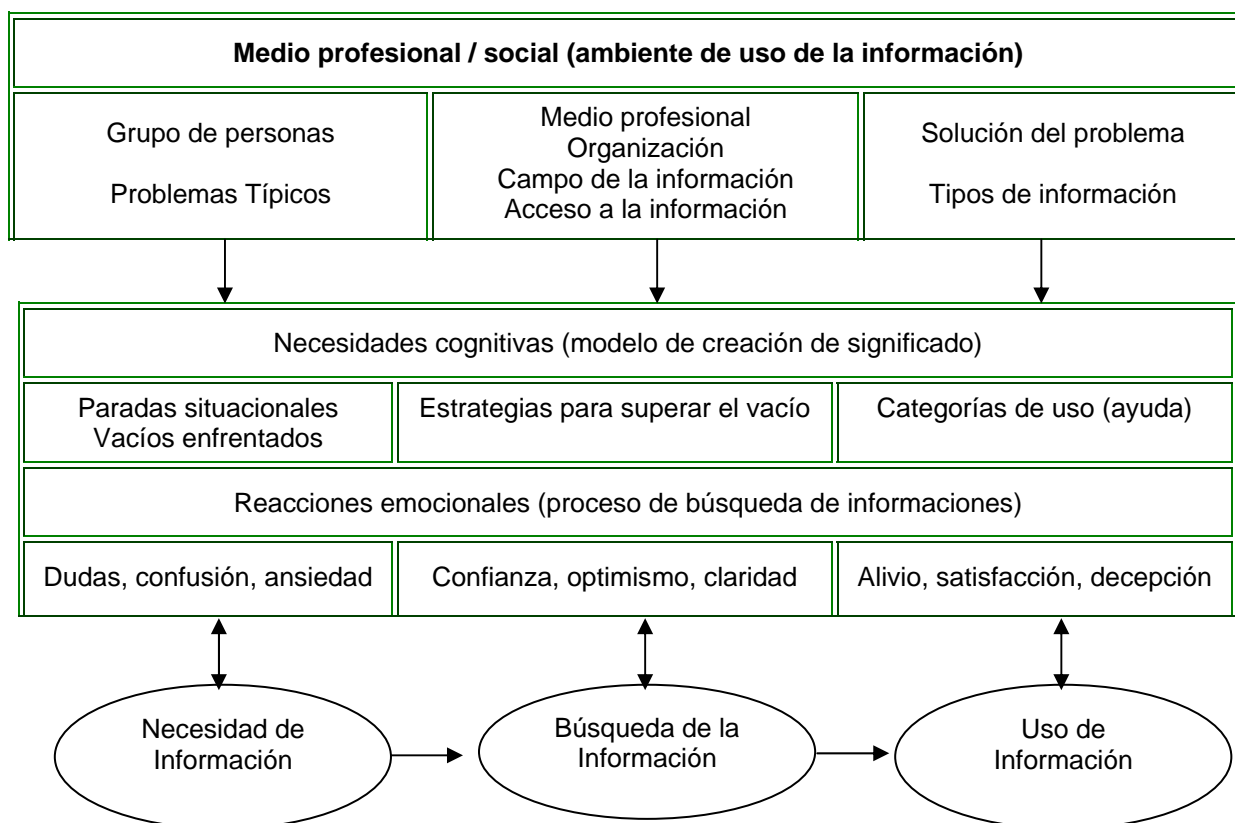 Medio profesional / social (ambiente de uso de la información)
Grupo de personas
Problemas Típicos
Medio profesional
Organización
Campo de la información
Acceso a la información
Solución del problema
Tipos de información
Necesidades cognitivas (modelo de creación de significado)
Paradas situacionales
Vacíos enfrentados
Estrategias para superar el vacío
Categorías de uso (ayuda)
Reacciones emocionales (proceso de búsqueda de informaciones)
Dudas, confusión, ansiedad
Confianza, optimismo, claridad
Alivio, satisfacción, decepción
Necesidad de
Información
Búsqueda de la
Información
Uso de
Información